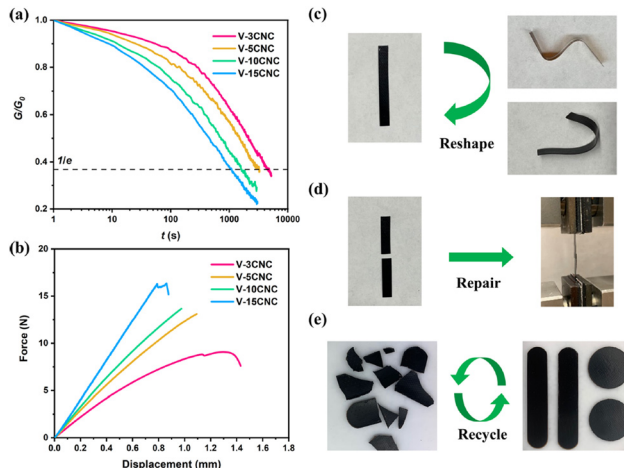 (a)
1.0
0.8
0.6
0.4
0.2
G/G0
V-3CNC
V-5CNC
V-10CNC
V-15CNC
1/e
1
10
100
1000
10000
t (s)
(b)
20
15
10
5
0
Force (N)
V-3CNC
V-5CNC
V-10CNC
V-15CNC
0.0
0.2
0.4
0.6
0.8
1.0
1.2
1.4
1.6
1.8
Displacement (mm)
(c)
Reshape
(d)
Repair
(e)
Recycle